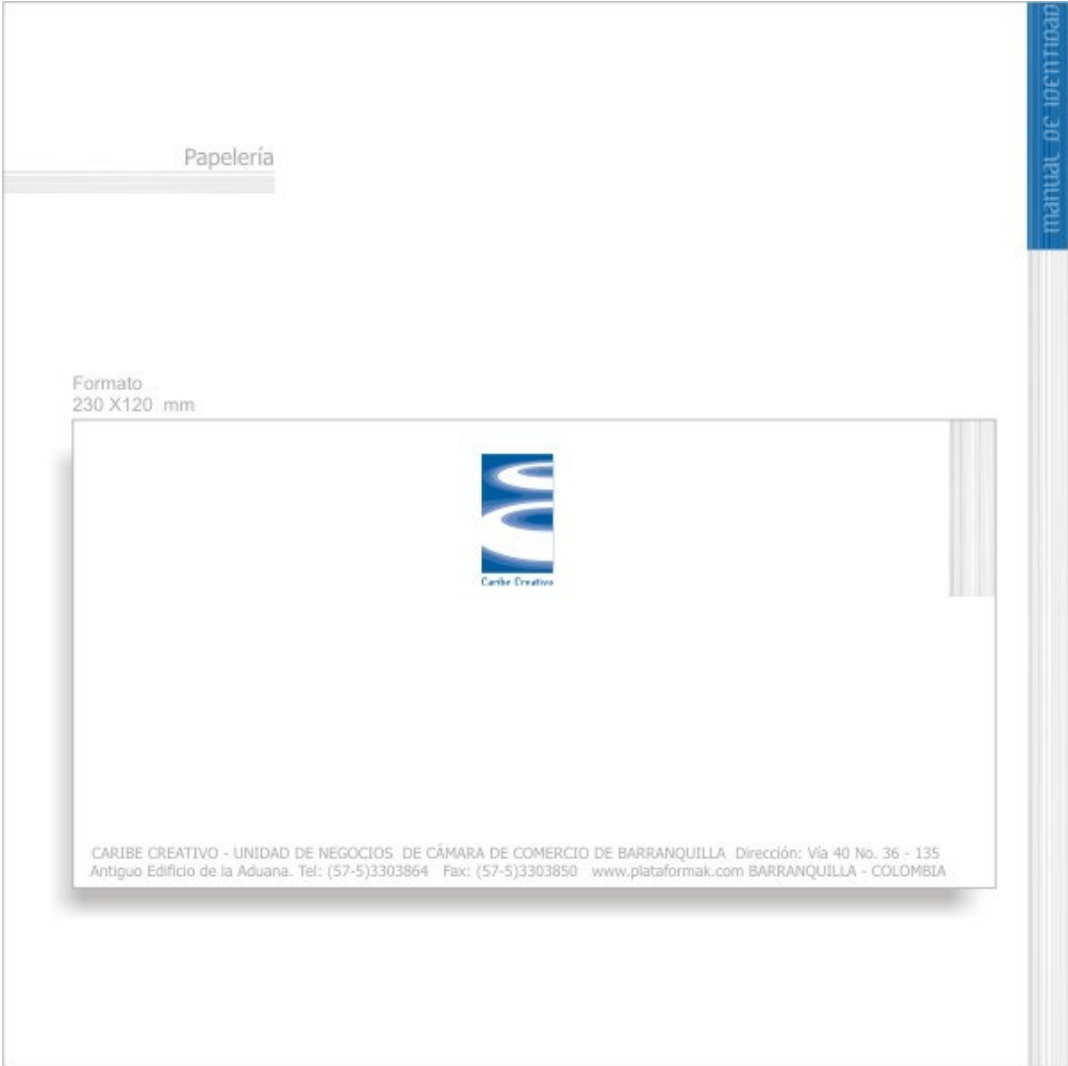 manual DE IDENTIDAD
Papelería
Formato
230 X120 mm
Caribe Creativo
CARIBE CREATIVO - UNIDAD DE NEGOCIOS DE CÁMARA DE COMERCIO DE BARRANQUILLA Dirección: Vía 40 No. 36 - 135
Antiguo Edificio de la Aduana. Tel: (57-5)3303864 Fax: (57-5)3303850 www.plataformak.com BARRANQUILLA - COLOMBIA